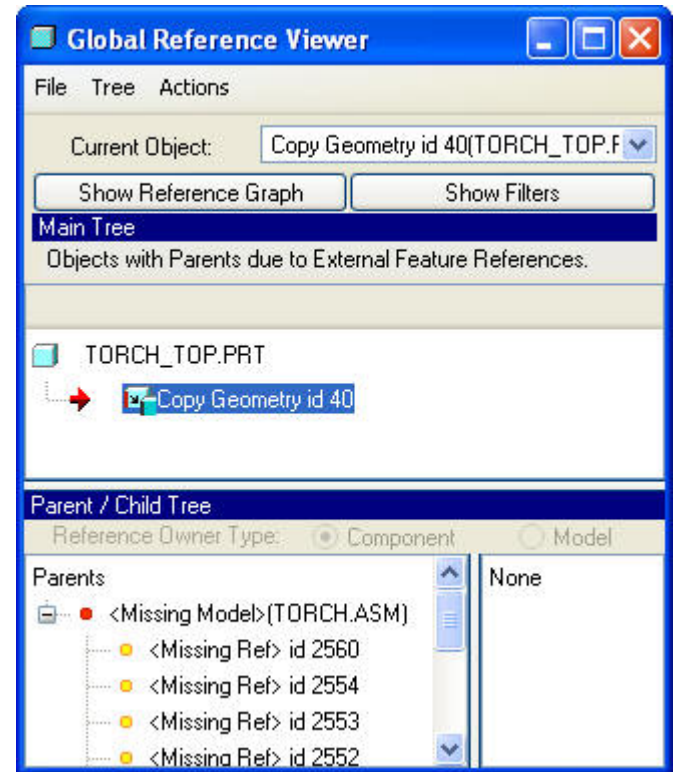 Global Reference Viewer
File Tree Actions
Current Object: Copy Geometry id 40(TORCH_TOP.F
Show Reference Graph Show Filters
Main Tree
Objects with Parents due to External Feature References.
TORCH_TOP.PRT
Copy Geometry id 40
Parent / Child Tree
Reference Owner Type: Component Model
Parents None
<Missing Model>(TORCH.ASM)
<Missing Ref> id 2560
<Missing Ref> id 2554
<Missing Ref> id 2553
<Missing Ref> id 2552